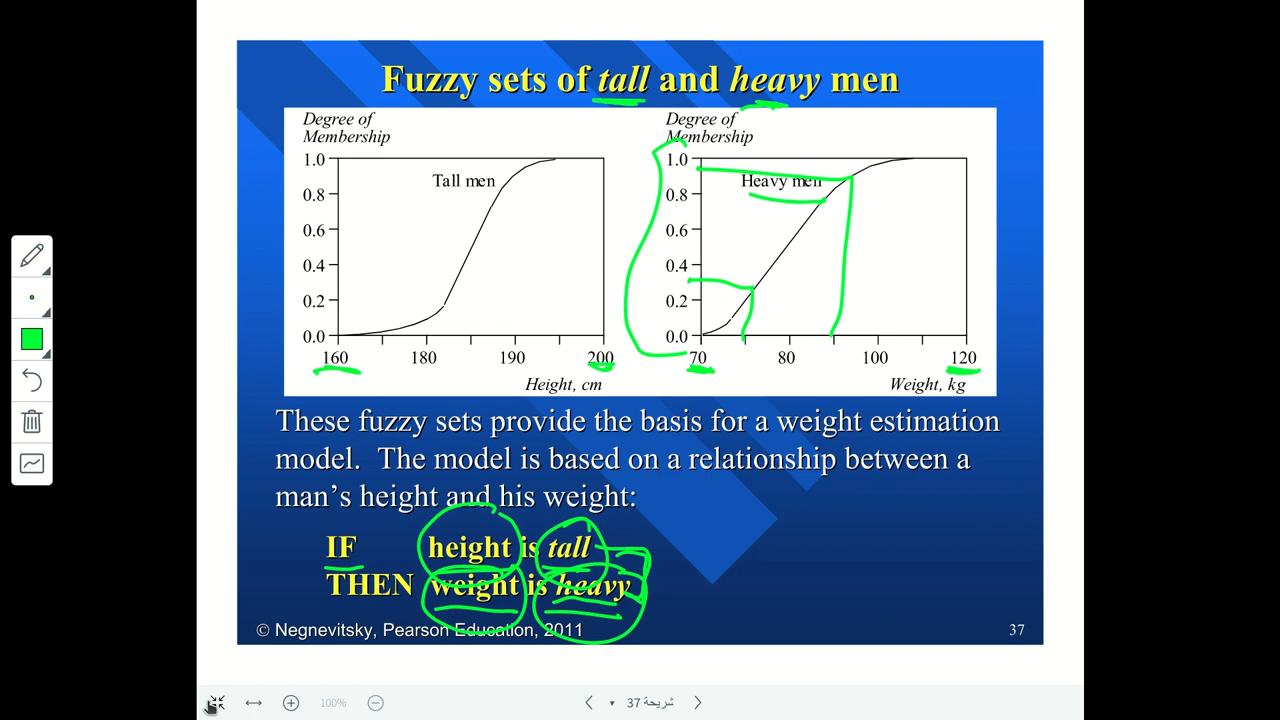 Fuzzy sets of tall and heavy men
Degree of
Membership
1.0
0.8
0.6
0.4
0.2
0.0
Tall men
160
180
190
200
Height, cm
Degree of
Membership
1.0
0.8
0.6
0.4
0.2
0.0
Heavy men
70
80
100
120
Weight, kg
These fuzzy sets provide the basis for a weight estimation
model. The model is based on a relationship between a
man’s height and his weight:
IF height is tall
THEN weight is heavy
© Negnevitsky, Pearson Education, 2011
37
100%
شريحة 37